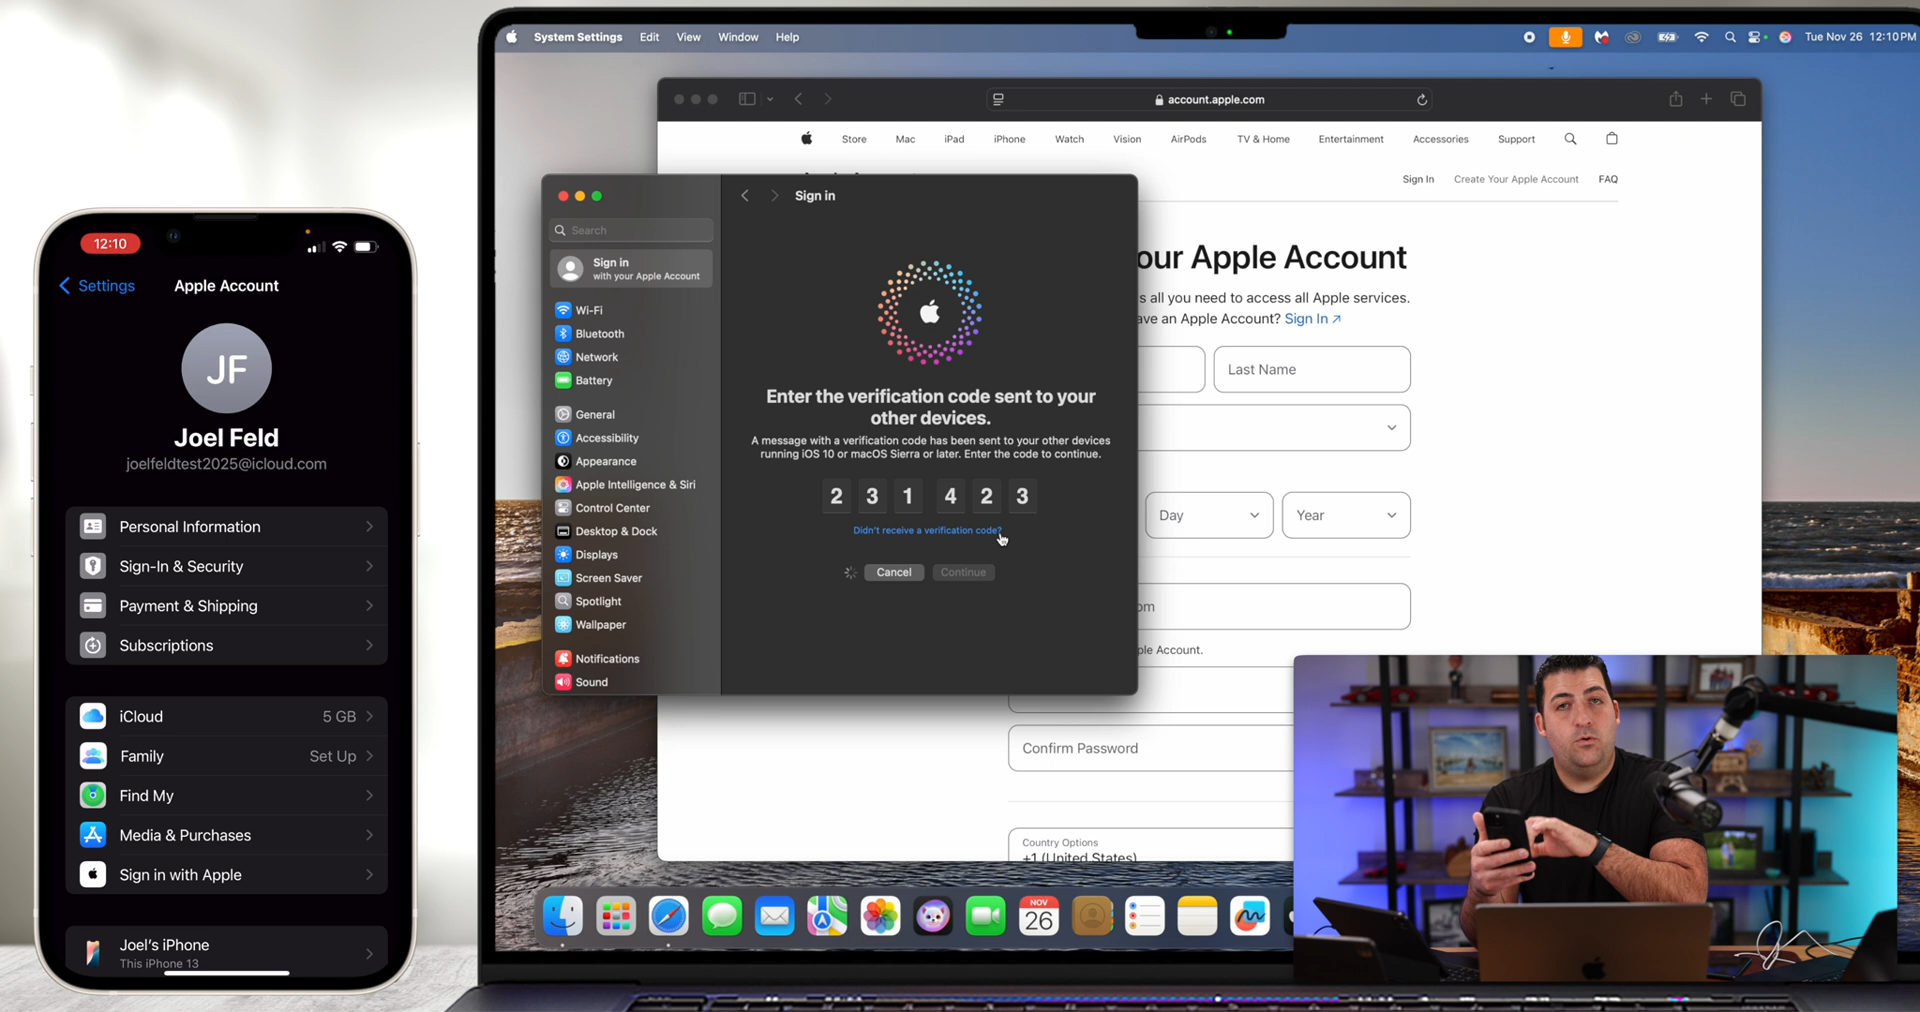 System Settings Edit View Window Help
Tue Nov 26 12:10PM
account.apple.com
Store Mac iPad iPhone Watch Vision AirPods TV & Home Entertainment Accessories Support
Sign In Create Your Apple Account FAQ
12:10
Settings
Apple Account
JF
Joel Feld
joelfeldtest2025@icloud.com
Personal Information
Sign-In & Security
Payment & Shipping
Subscriptions
iCloud 5 GB
Family Set Up
Find My
Media & Purchases
Sign in with Apple
Joel's iPhone
This iPhone 13
Search
Sign in
with your Apple Account
Wi-Fi
Bluetooth
Network
Battery
General
Accessibility
Appearance
Apple Intelligence & Siri
Control Center
Desktop & Dock
Displays
Screen Saver
Spotlight
Wallpaper
Notifications
Sound
Sign in
Enter the verification code sent to your
other devices.
A message with a verification code has been sent to your other devices
running iOS 10 or macOS Sierra or later. Enter the code to continue.
2 3 1 4 2 3
Didn't receive a verification code?
Cancel Continue
our Apple Account
s all you need to access all Apple services.
ave an Apple Account? Sign In
Last Name
Day Year
om
ple Account.
Confirm Password
Country Options
+1 (United States)
NOV
26